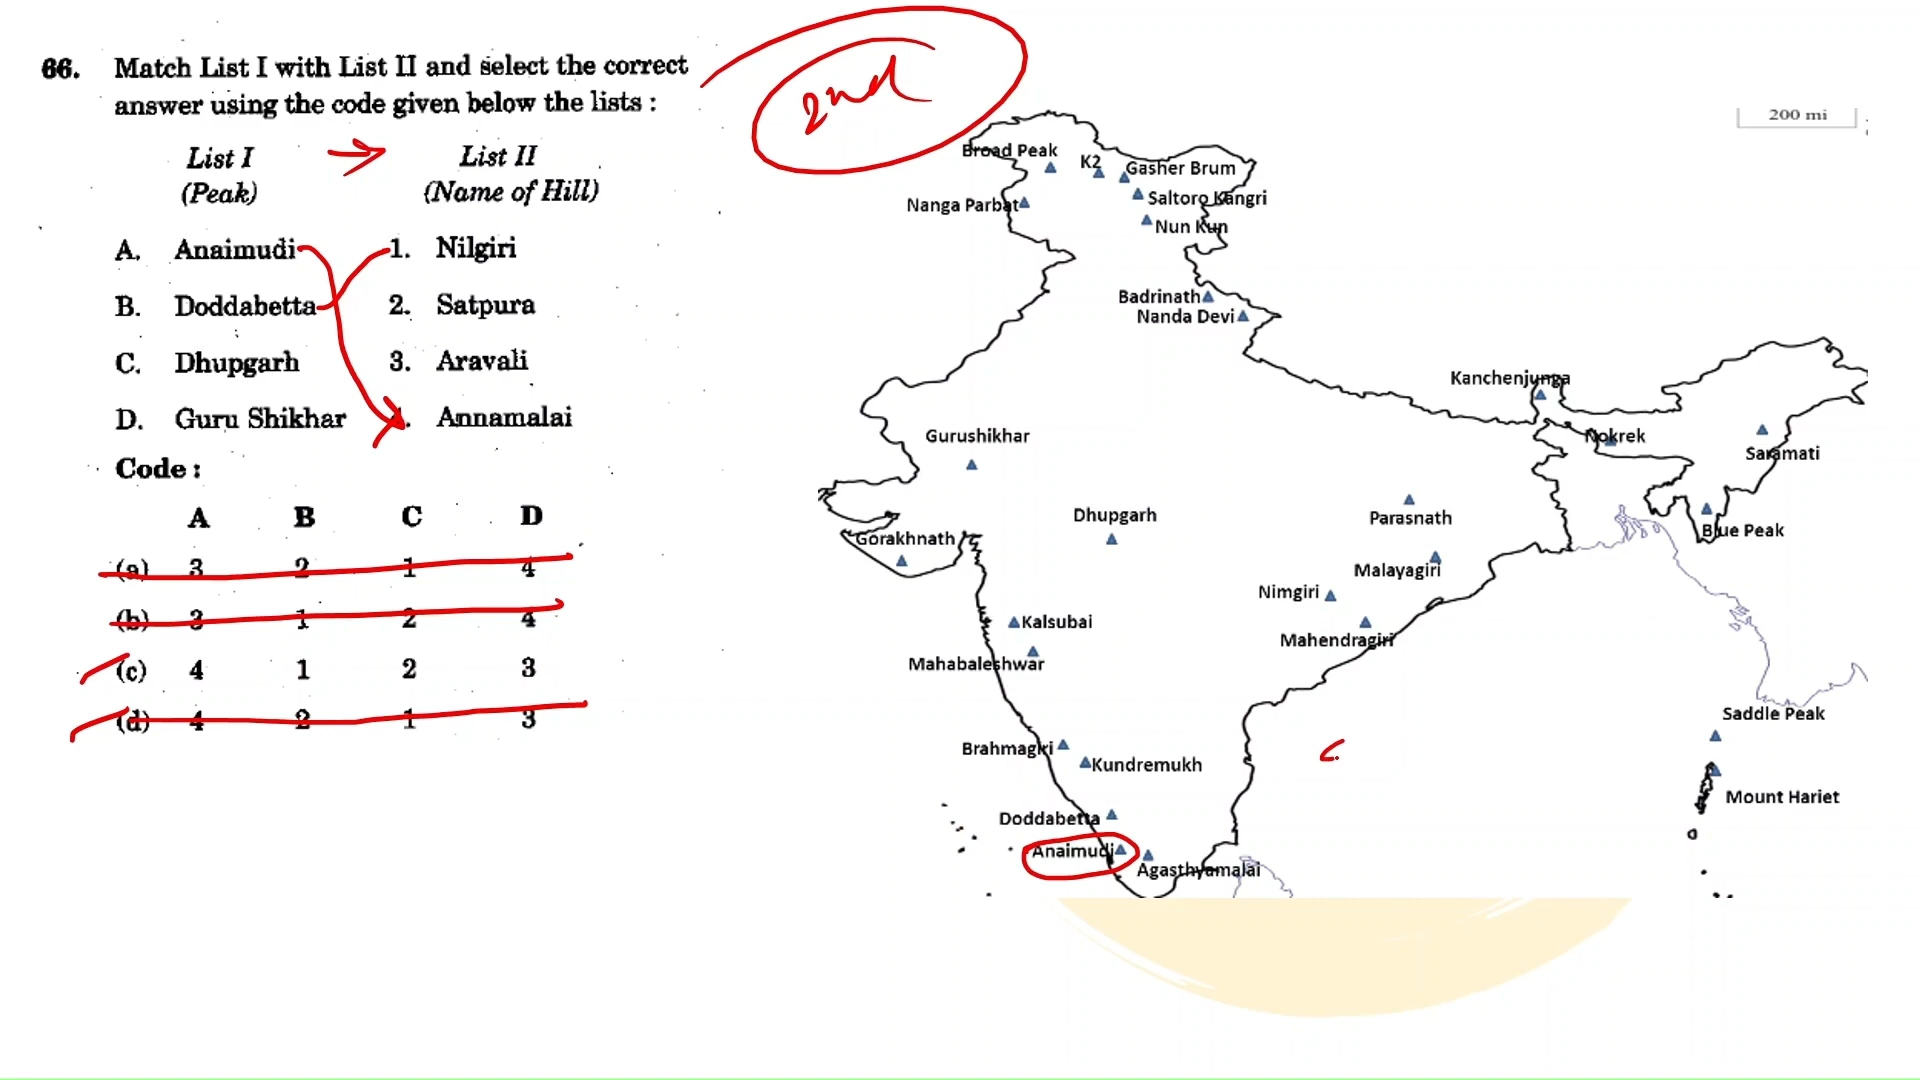 66. Match List I with List II and select the correct
answer using the code given below the lists :
List I List II
(Peak) (Name of Hill)
A. Anaimudi 1. Nilgiri
B. Doddabetta 2. Satpura
C. Dhupgarh 3. Aravali
D. Guru Shikhar 4. Annamalai
Code :
A B C D
(a) 3 2 1 4
(b) 3 1 2 4
(c) 4 1 2 3
(d) 4 2 1 3
2nd
200 mi
Broad Peak
K2
Gasher Brum
Saltoro Kangri
Nanga Parbat
Nun Kun
Badrinath
Nanda Devi
Kanchenjunga
Gurushikhar
Nokrek
Saramati
Dhupgarh
Parasnath
Blue Peak
Gorakhnath
Malayagiri
Nimgiri
Kalsubai
Mahendragiri
Mahabaleshwar
Saddle Peak
Brahmagiri
Kundremukh
Mount Hariet
Doddabetta
Anaimudi
Agasthyamalai